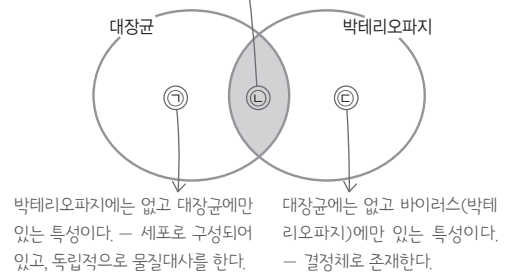 대장균 박테리오파지
㉠ ㉡ ㉢
박테리오파지에는 없고 대장균에만
있는 특성이다. — 세포로 구성되어
있고, 독립적으로 물질대사를 한다.
대장균에는 없고 바이러스(박테
리오파지)에만 있는 특성이다.
— 결정체로 존재한다.